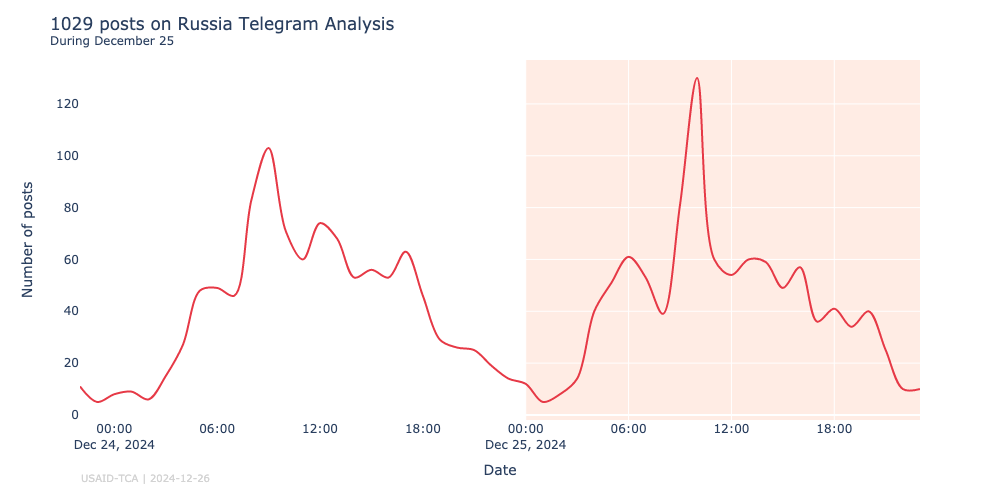 1029 posts on Russia Telegram Analysis
During December 25
Number of posts
120
100
80
60
40
20
0
00:00 06:00 12:00 18:00 00:00 06:00 12:00 18:00
Dec 24, 2024 Dec 25, 2024
Date
USAID-TCA | 2024-12-26